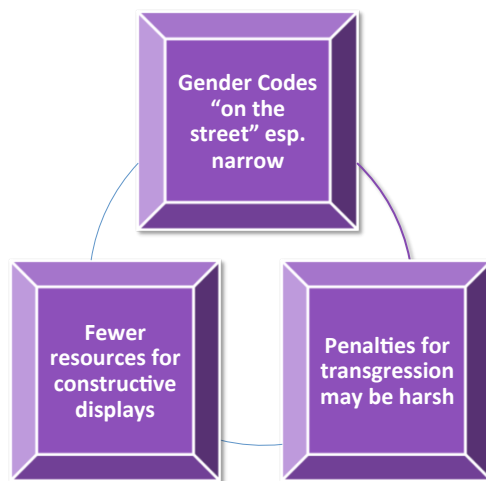 Gender Codes
“on the
street” esp.
narrow
Fewer
resources for
constructive
displays
Penalties for
transgression
may be harsh